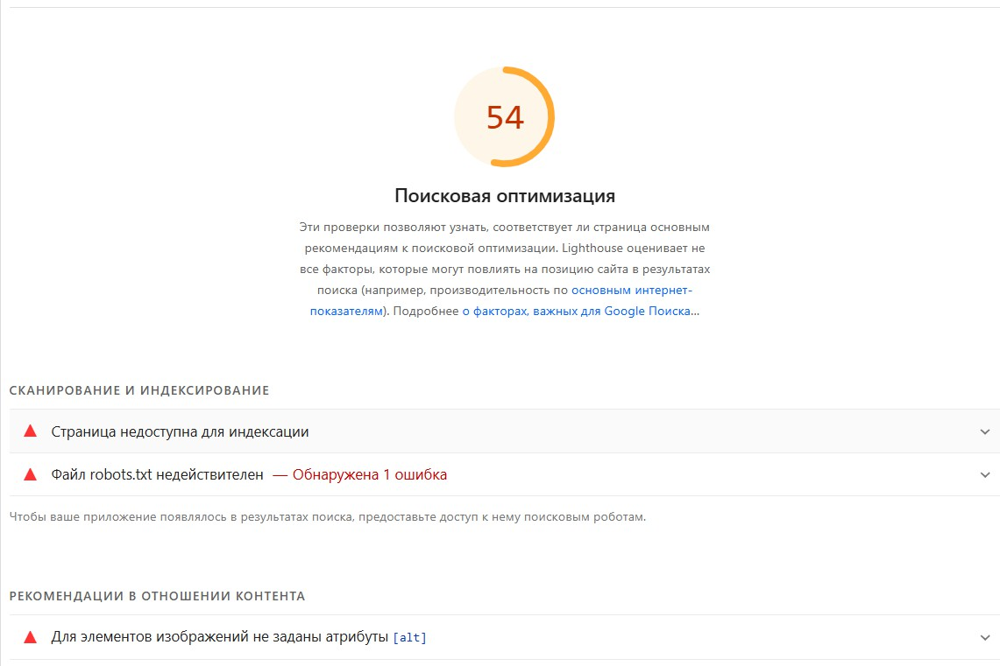 54
Поисковая оптимизация
Эти проверки позволяют узнать, соответствует ли страница основным
рекомендациям к поисковой оптимизации. Lighthouse оценивает не
все факторы, которые могут повлиять на позицию сайта в результатах
поиска (например, производительность по основным интернет-
показателям). Подробнее о факторах, важных для Google Поиска…
СКАНИРОВАНИЕ И ИНДЕКСИРОВАНИЕ
Страница недоступна для индексации
Файл robots.txt недействителен — Обнаружена 1 ошибка
Чтобы ваше приложение появлялось в результатах поиска, предоставьте доступ к нему поисковым роботам.
РЕКОМЕНДАЦИИ В ОТНОШЕНИИ КОНТЕНТА
Для элементов изображений не заданы атрибуты [alt]